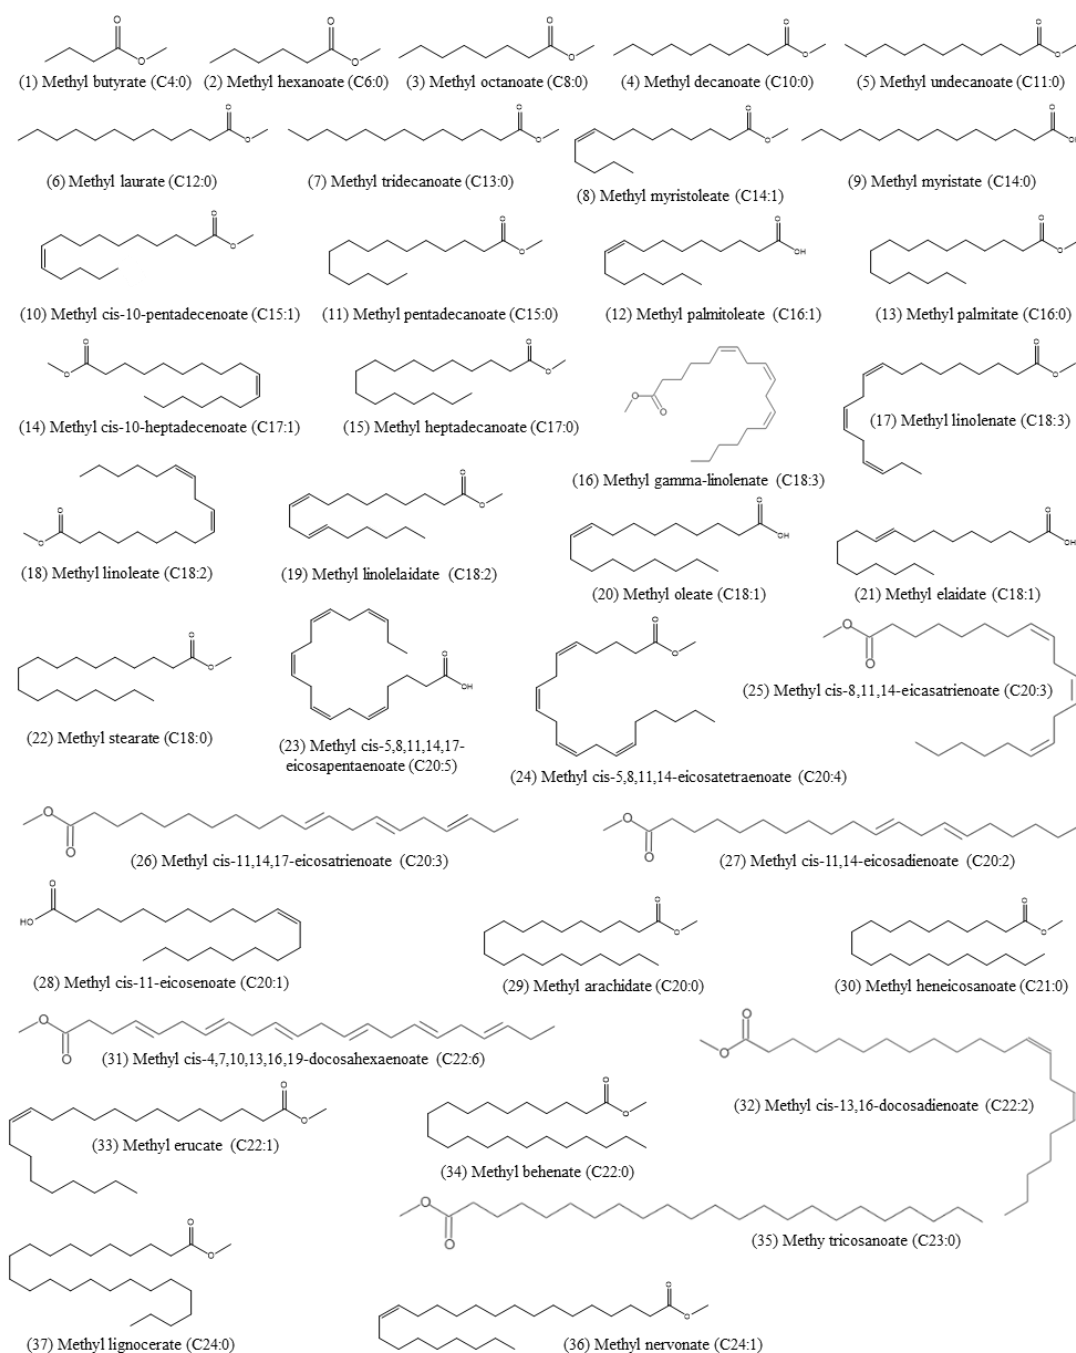 (1) Methyl butyrate (C4:0) (2) Methyl hexanoate (C6:0) (3) Methyl octanoate (C8:0) (4) Methyl decanoate (C10:0) (5) Methyl undecanoate (C11:0)
(6) Methyl laurate (C12:0) (7) Methyl tridecanoate (C13:0) (8) Methyl myristoleate (C14:1) (9) Methyl myristate (C14:0)
(10) Methyl cis-10-pentadecenoate (C15:1) (11) Methyl pentadecanoate (C15:0) (12) Methyl palmitoleate (C16:1) (13) Methyl palmitate (C16:0)
(14) Methyl cis-10-heptadecenoate (C17:1) (15) Methyl heptadecanoate (C17:0) (16) Methyl gamma-linolenate (C18:3) (17) Methyl linolenate (C18:3)
(18) Methyl linoleate (C18:2) (19) Methyl linolelaidate (C18:2) (20) Methyl oleate (C18:1) (21) Methyl elaidate (C18:1)
(22) Methyl stearate (C18:0)
(23) Methyl cis-5,8,11,14,17-
eicosapentaenoate (C20:5)
(24) Methyl cis-5,8,11,14-eicosatetraenoate (C20:4)
(25) Methyl cis-8,11,14-eicasatrienoate (C20:3)
(26) Methyl cis-11,14,17-eicosatrienoate (C20:3) (27) Methyl cis-11,14-eicosadienoate (C20:2)
(28) Methyl cis-11-eicosenoate (C20:1) (29) Methyl arachidate (C20:0) (30) Methyl heneicosanoate (C21:0)
(31) Methyl cis-4,7,10,13,16,19-docosahexaenoate (C22:6)
(32) Methyl cis-13,16-docosadienoate (C22:2)
(33) Methyl erucate (C22:1) (34) Methyl behenate (C22:0)
(35) Methy tricosanoate (C23:0)
(37) Methyl lignocerate (C24:0) (36) Methyl nervonate (C24:1)